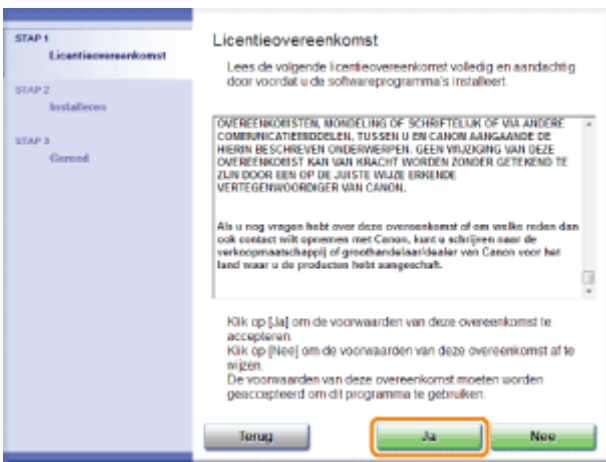 STAP 1
Licentieovereenkomst
STAP 2
Installeren
STAP 3
Gereed
Licentieovereenkomst
Lees de volgende licentieovereenkomst volledig en aandachtig
door voordat u de softwareprogramma's installeert.
OVEREENKOMSTEN, MONDELING OF SCHRIFTELIJK OF VIA ANDERE
COMMUNICATIEMIDDELEN, TUSSEN U EN CANON AANGAANDE DE
HIERIN BESCHREVEN ONDERWERPEN. GEEN WIJZIGING VAN DEZE
OVEREENKOMST KAN VAN KRACHT WORDEN ZONDER GETEKEND TE
ZIJN DOOR EEN OP DE JUISTE WIJZE ERKENDE
VERTEGENWOORDIGER VAN CANON.
Als u nog vragen hebt over deze overeenkomst of om welke reden dan
ook contact wilt opnemen met Canon, kunt u schrijven naar de
verkoopmaatschappij of groothandelaar/dealer van Canon voor het
land waar u de producten hebt aangeschaft.
Klik op [Ja] om de voorwaarden van deze overeenkomst te
accepteren.
Klik op [Nee] om de voorwaarden van deze overeenkomst af te
wijzen.
De voorwaarden van deze overeenkomst moeten worden
geaccepteerd om dit programma te gebruiken.
Terug
Ja
Nee